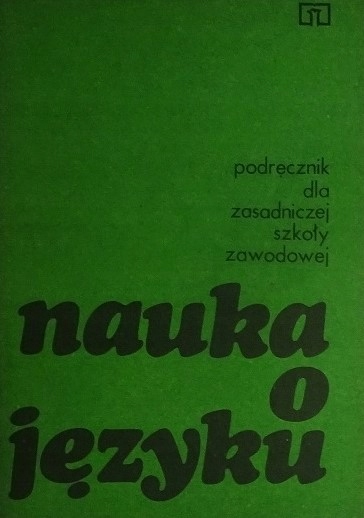 podręcznik
dla
zasadniczej
szkoły
zawodowej
nauka
o
języku